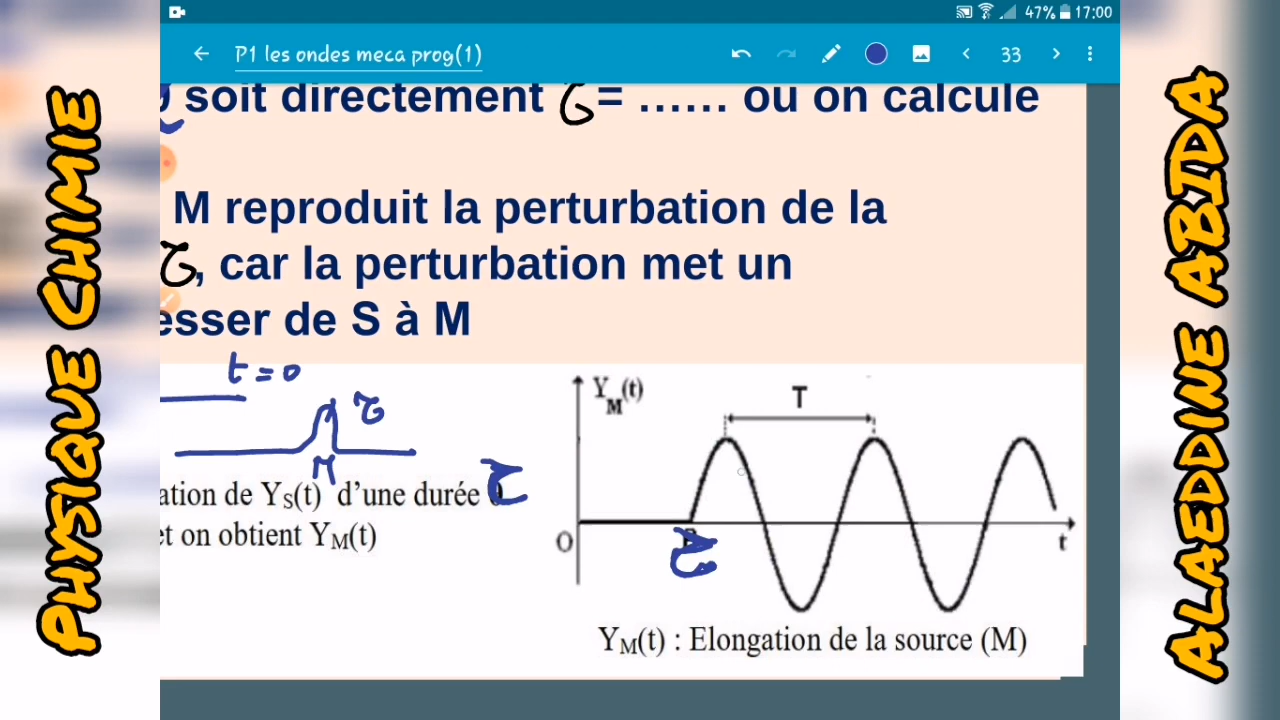 PHYSIQUE CHIMIE
47% 17:00
P1 les ondes meca prog(1)
33
soit directement ζ= …… ou on calcule
M reproduit la perturbation de la
ζ, car la perturbation met un
esser de S à M
t = 0
τ
M
ation de YS(t) d’une durée τ
et on obtient YM(t)
YM(t)
T
O
τ
t
YM(t) : Elongation de la source (M)
ALAEDDINE ABIDA